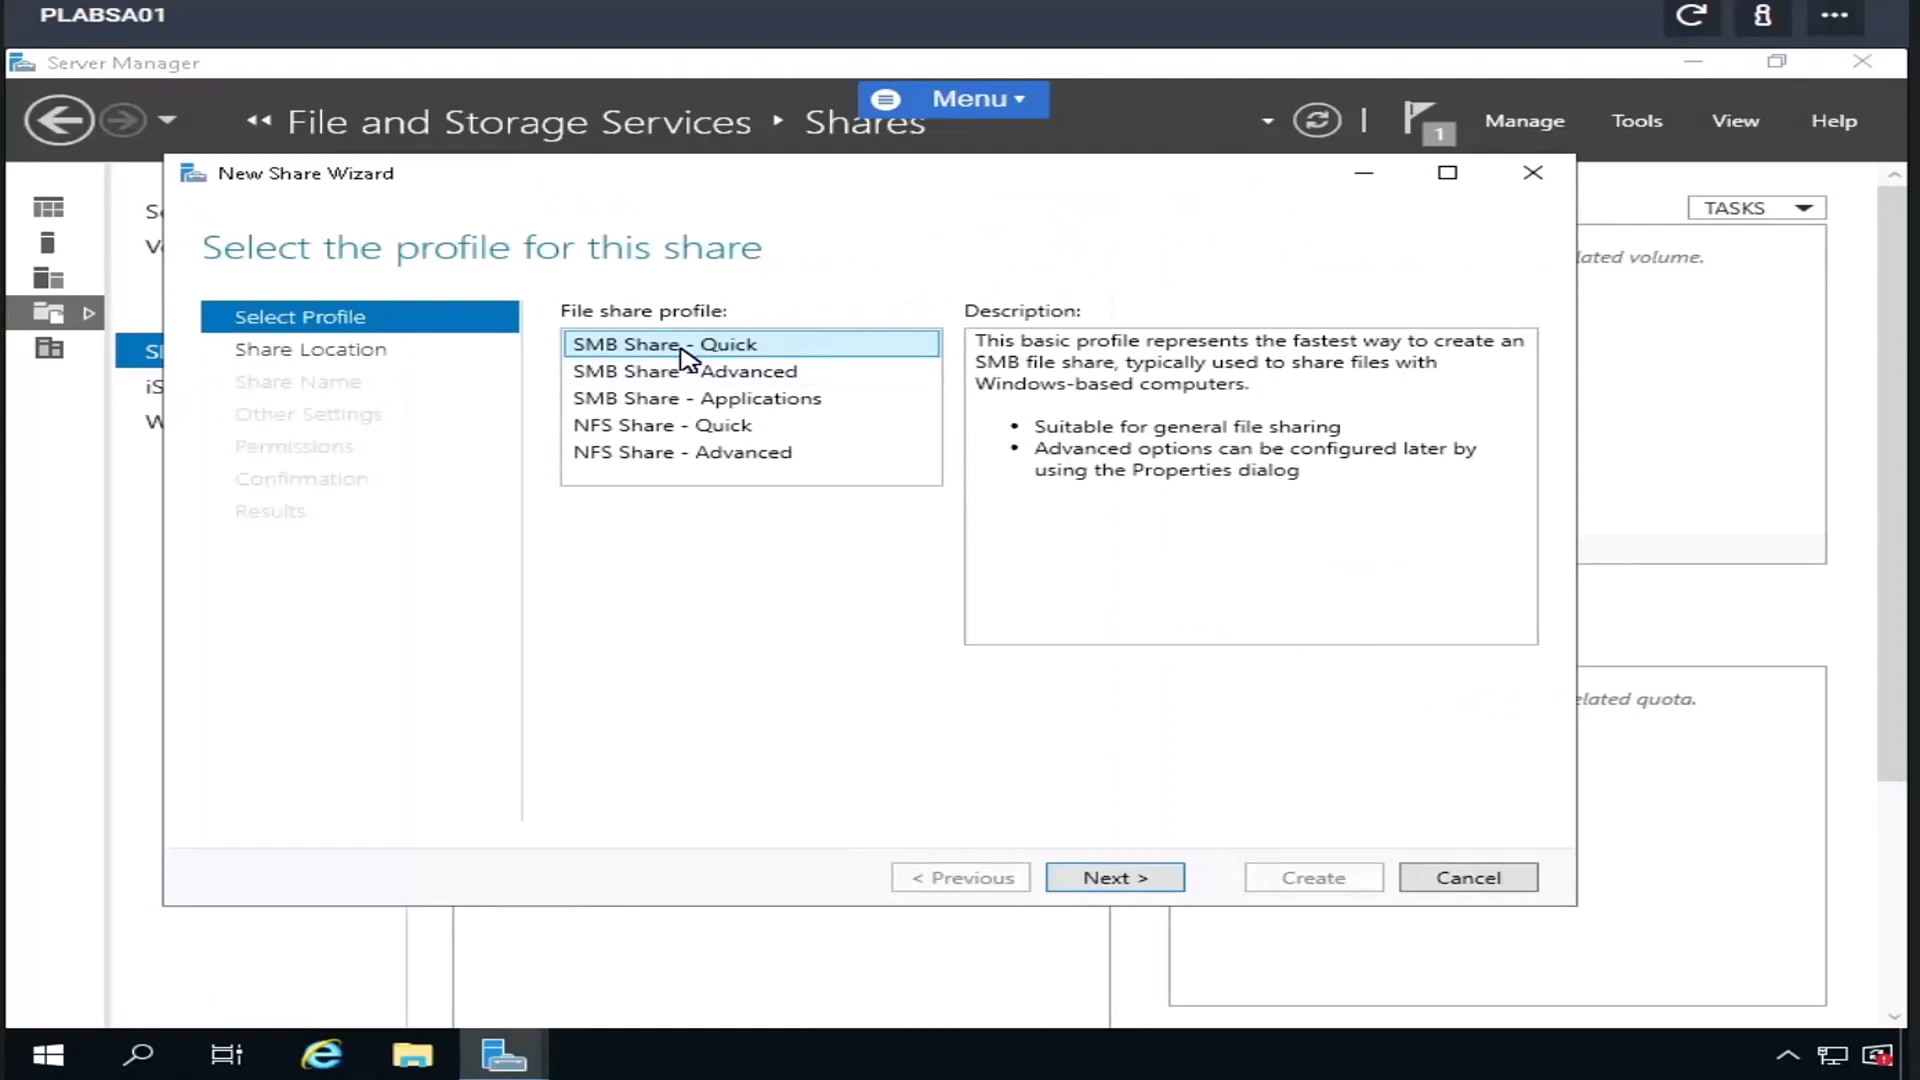 PLABSA01
Server Manager
File and Storage Services
Shares
Menu
1
Manage
Tools
View
Help
New Share Wizard
TASKS
Select the profile for this share
lated volume.
Select Profile
Share Location
Share Name
Other Settings
Permissions
Confirmation
Results
File share profile:
SMB Share - Quick
SMB Share - Advanced
SMB Share - Applications
NFS Share - Quick
NFS Share - Advanced
Description:
This basic profile represents the fastest way to create an
SMB file share, typically used to share files with
Windows-based computers.
• Suitable for general file sharing
• Advanced options can be configured later by
using the Properties dialog
elated quota.
< Previous
Next >
Create
Cancel